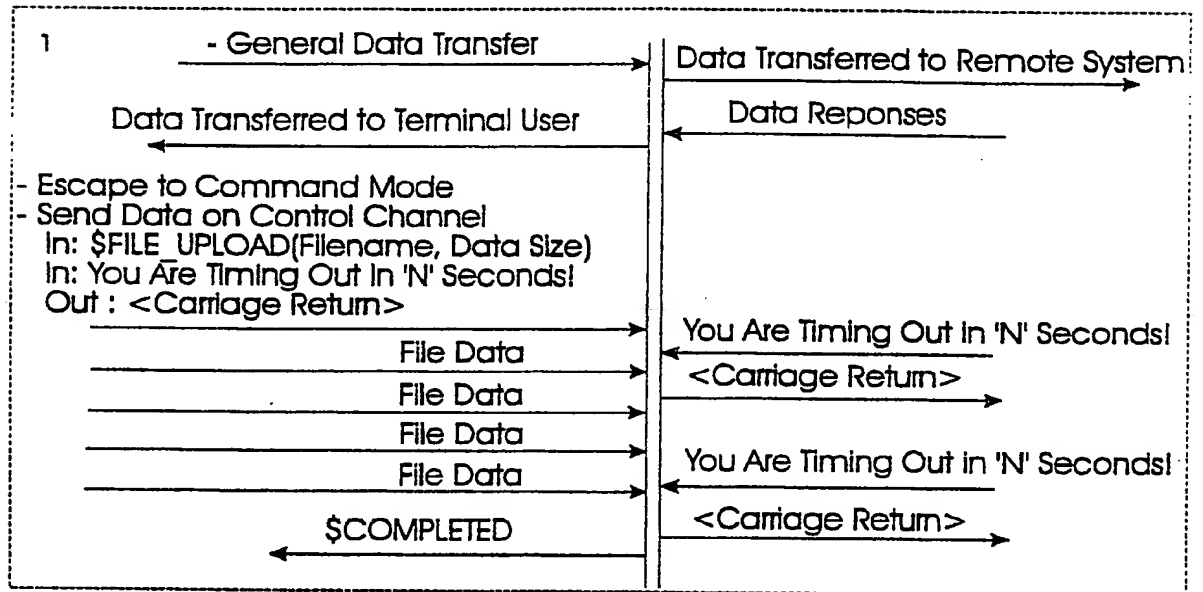 1
- General Data Transfer
Data Transferred to Remote System
Data Transferred to Terminal User
Data Reponses
- Escape to Command Mode
- Send Data on Control Channel
In: $FILE_UPLOAD(Filename, Data Size)
In: You Are Timing Out in 'N' Seconds!
Out : <Carriage Return>
You Are Timing Out in 'N' Seconds!
File Data
<Carriage Return>
File Data
File Data
You Are Timing Out in 'N' Seconds!
File Data
<Carriage Return>
$COMPLETED